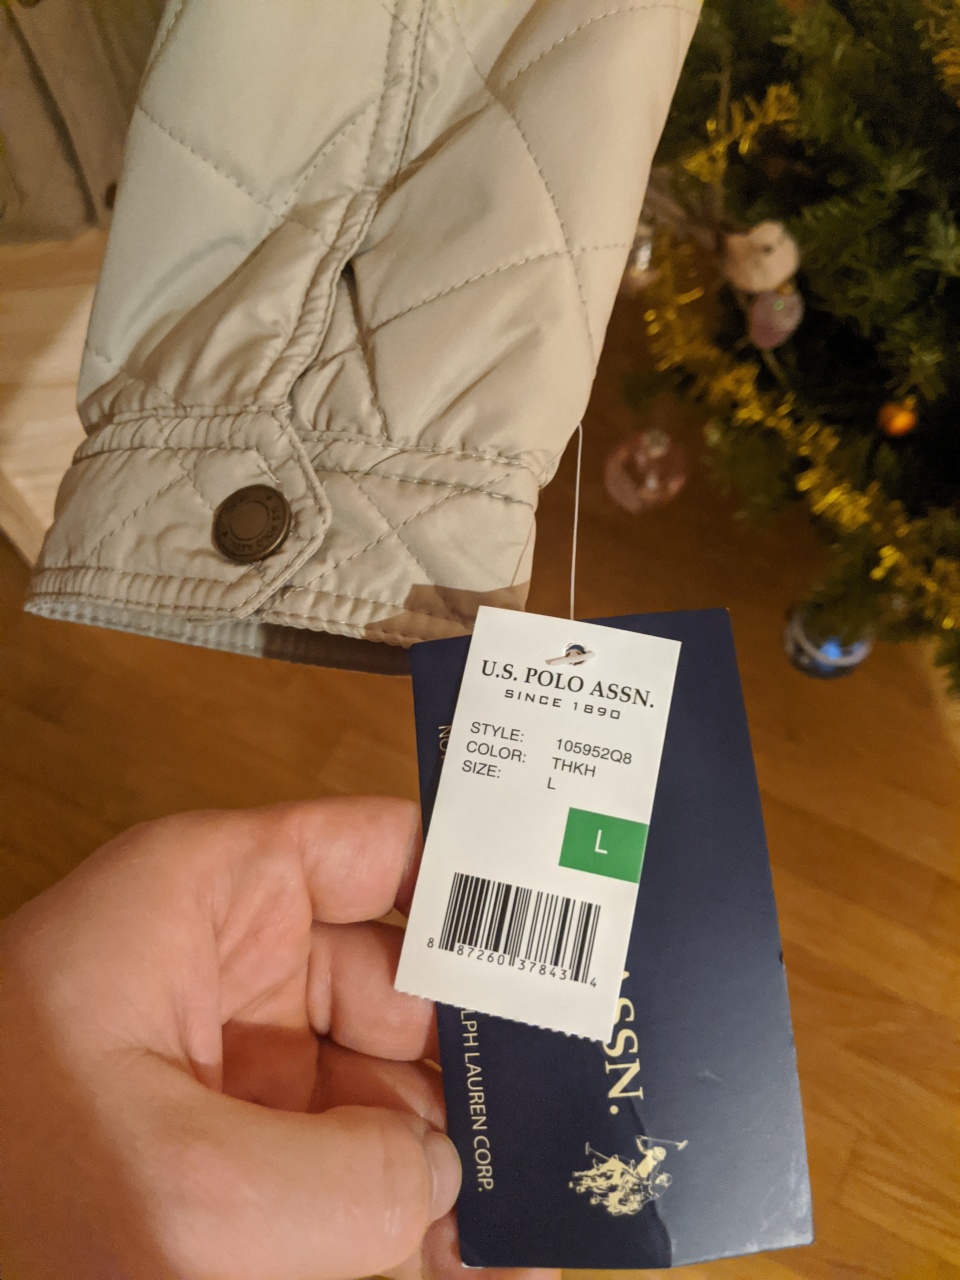 U.S. POLO ASSN.
SINCE 1890
STYLE: 105952Q8
COLOR: THKH
SIZE: L
L
8 87260 37843 4
ASSN.
LPH LAUREN CORP.